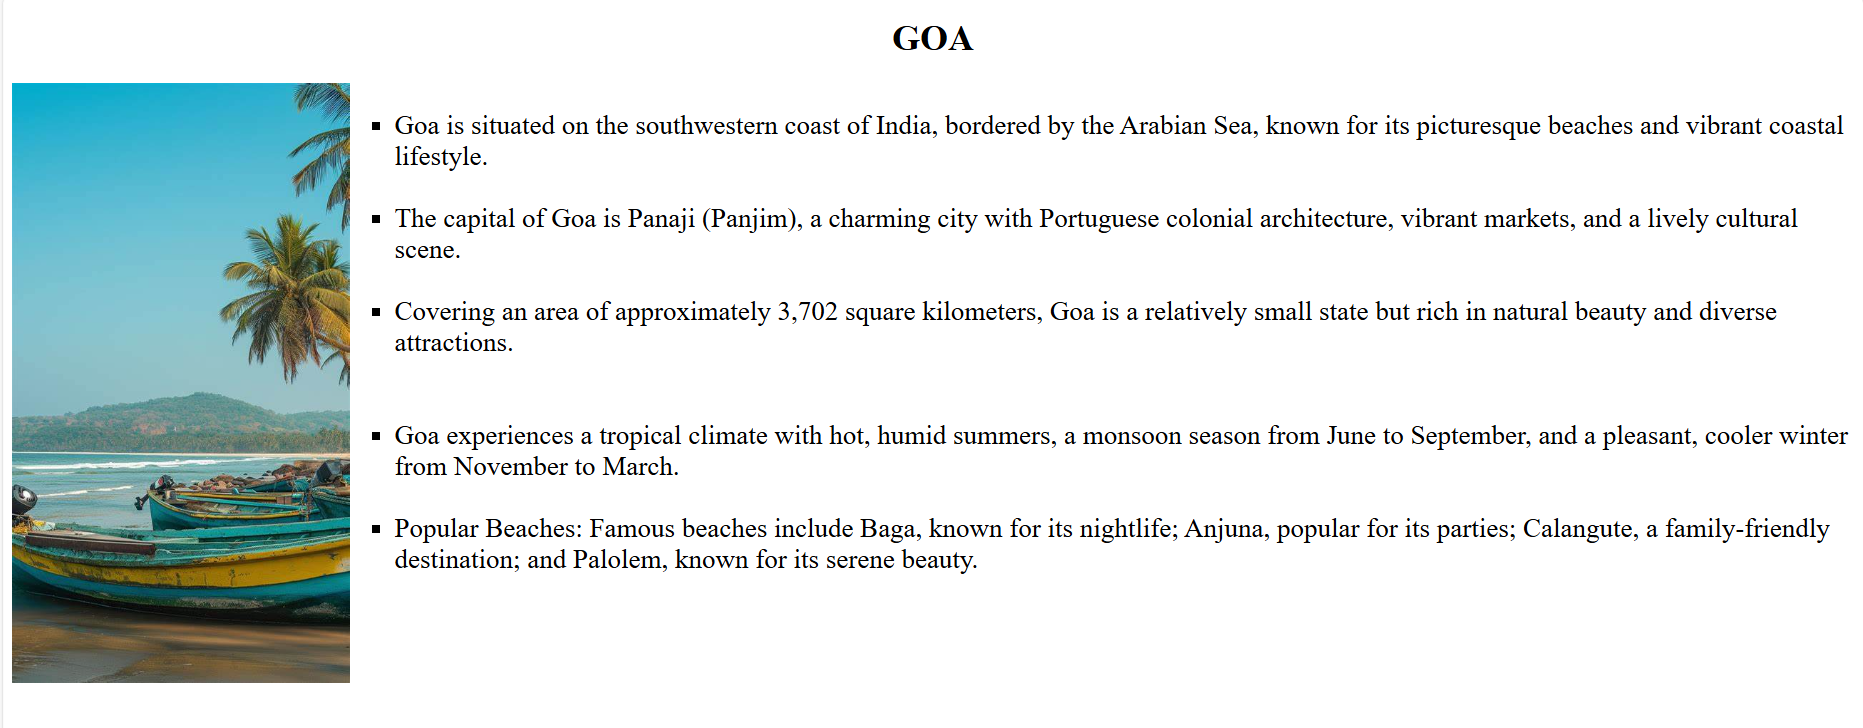 GOA
Goa is situated on the southwestern coast of India, bordered by the Arabian Sea, known for its picturesque beaches and vibrant coastal
lifestyle.
The capital of Goa is Panaji (Panjim), a charming city with Portuguese colonial architecture, vibrant markets, and a lively cultural
scene.
Covering an area of approximately 3,702 square kilometers, Goa is a relatively small state but rich in natural beauty and diverse
attractions.
Goa experiences a tropical climate with hot, humid summers, a monsoon season from June to September, and a pleasant, cooler winter
from November to March.
Popular Beaches: Famous beaches include Baga, known for its nightlife; Anjuna, popular for its parties; Calangute, a family-friendly
destination; and Palolem, known for its serene beauty.